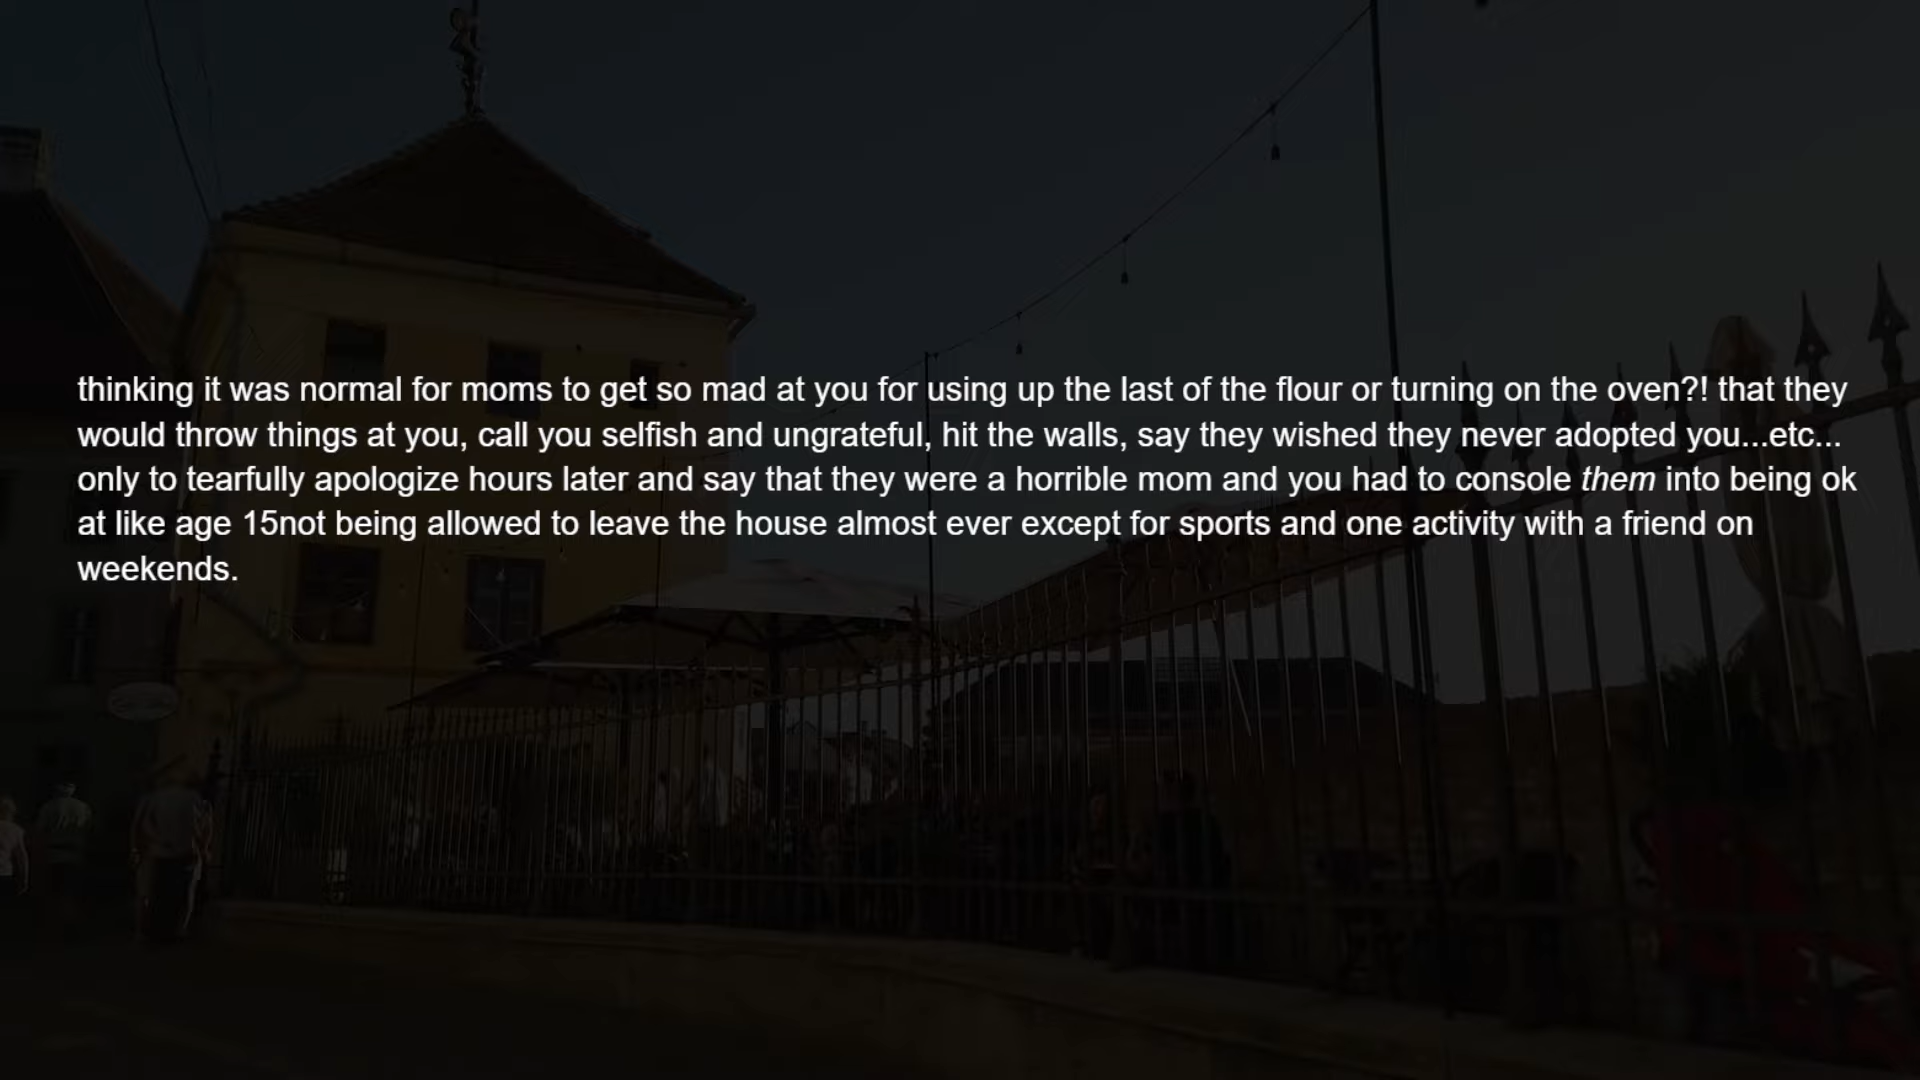 thinking it was normal for moms to get so mad at you for using up the last of the flour or turning on the oven?! that they
would throw things at you, call you selfish and ungrateful, hit the walls, say they wished they never adopted you...etc...
only to tearfully apologize hours later and say that they were a horrible mom and you had to console them into being ok
at like age 15not being allowed to leave the house almost ever except for sports and one activity with a friend on
weekends.